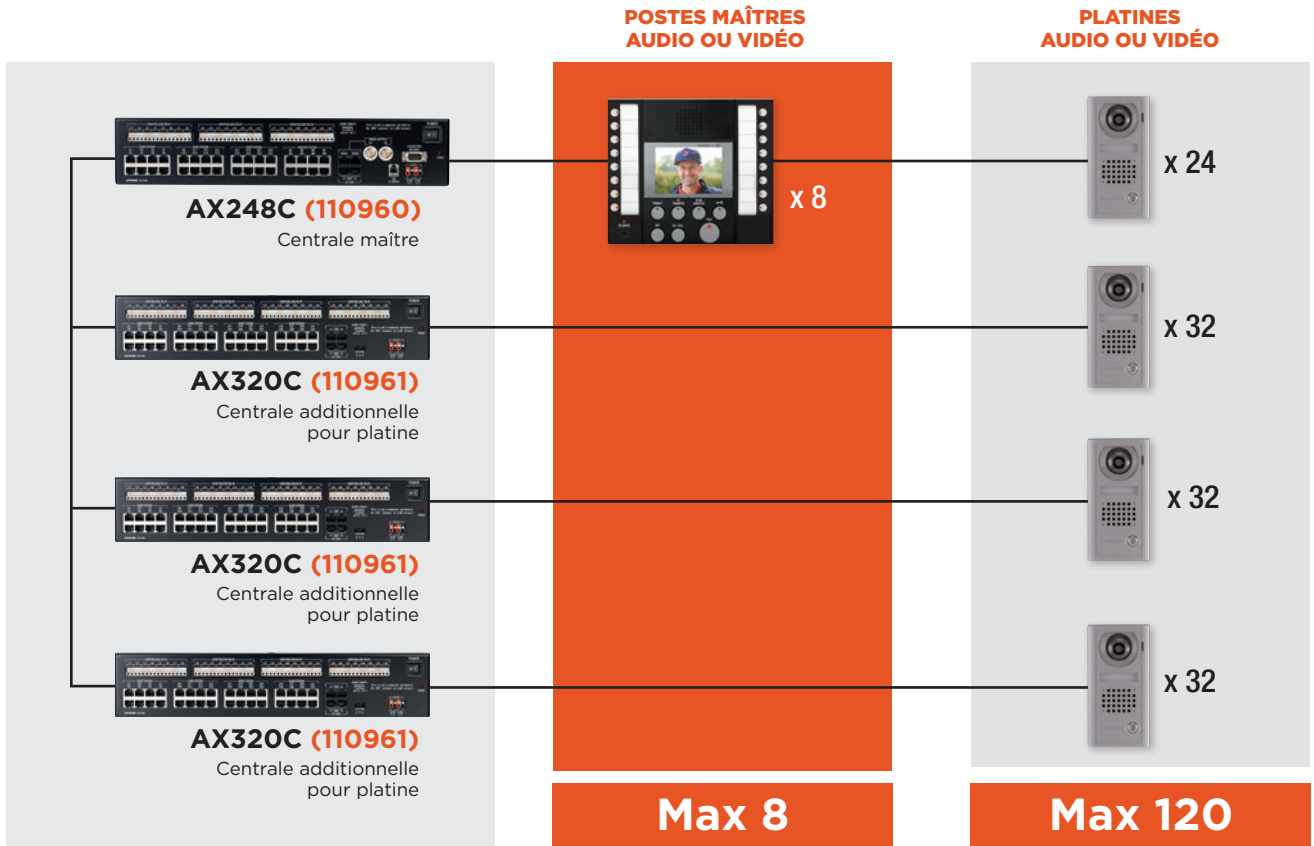 POSTES MAÎTRES
AUDIO OU VIDÉO
PLATINES
AUDIO OU VIDÉO
AX248C (110960)
Centrale maître
x 8
x 24
AX320C (110961)
Centrale additionnelle
pour platine
x 32
AX320C (110961)
Centrale additionnelle
pour platine
x 32
AX320C (110961)
Centrale additionnelle
pour platine
x 32
Max 8
Max 120